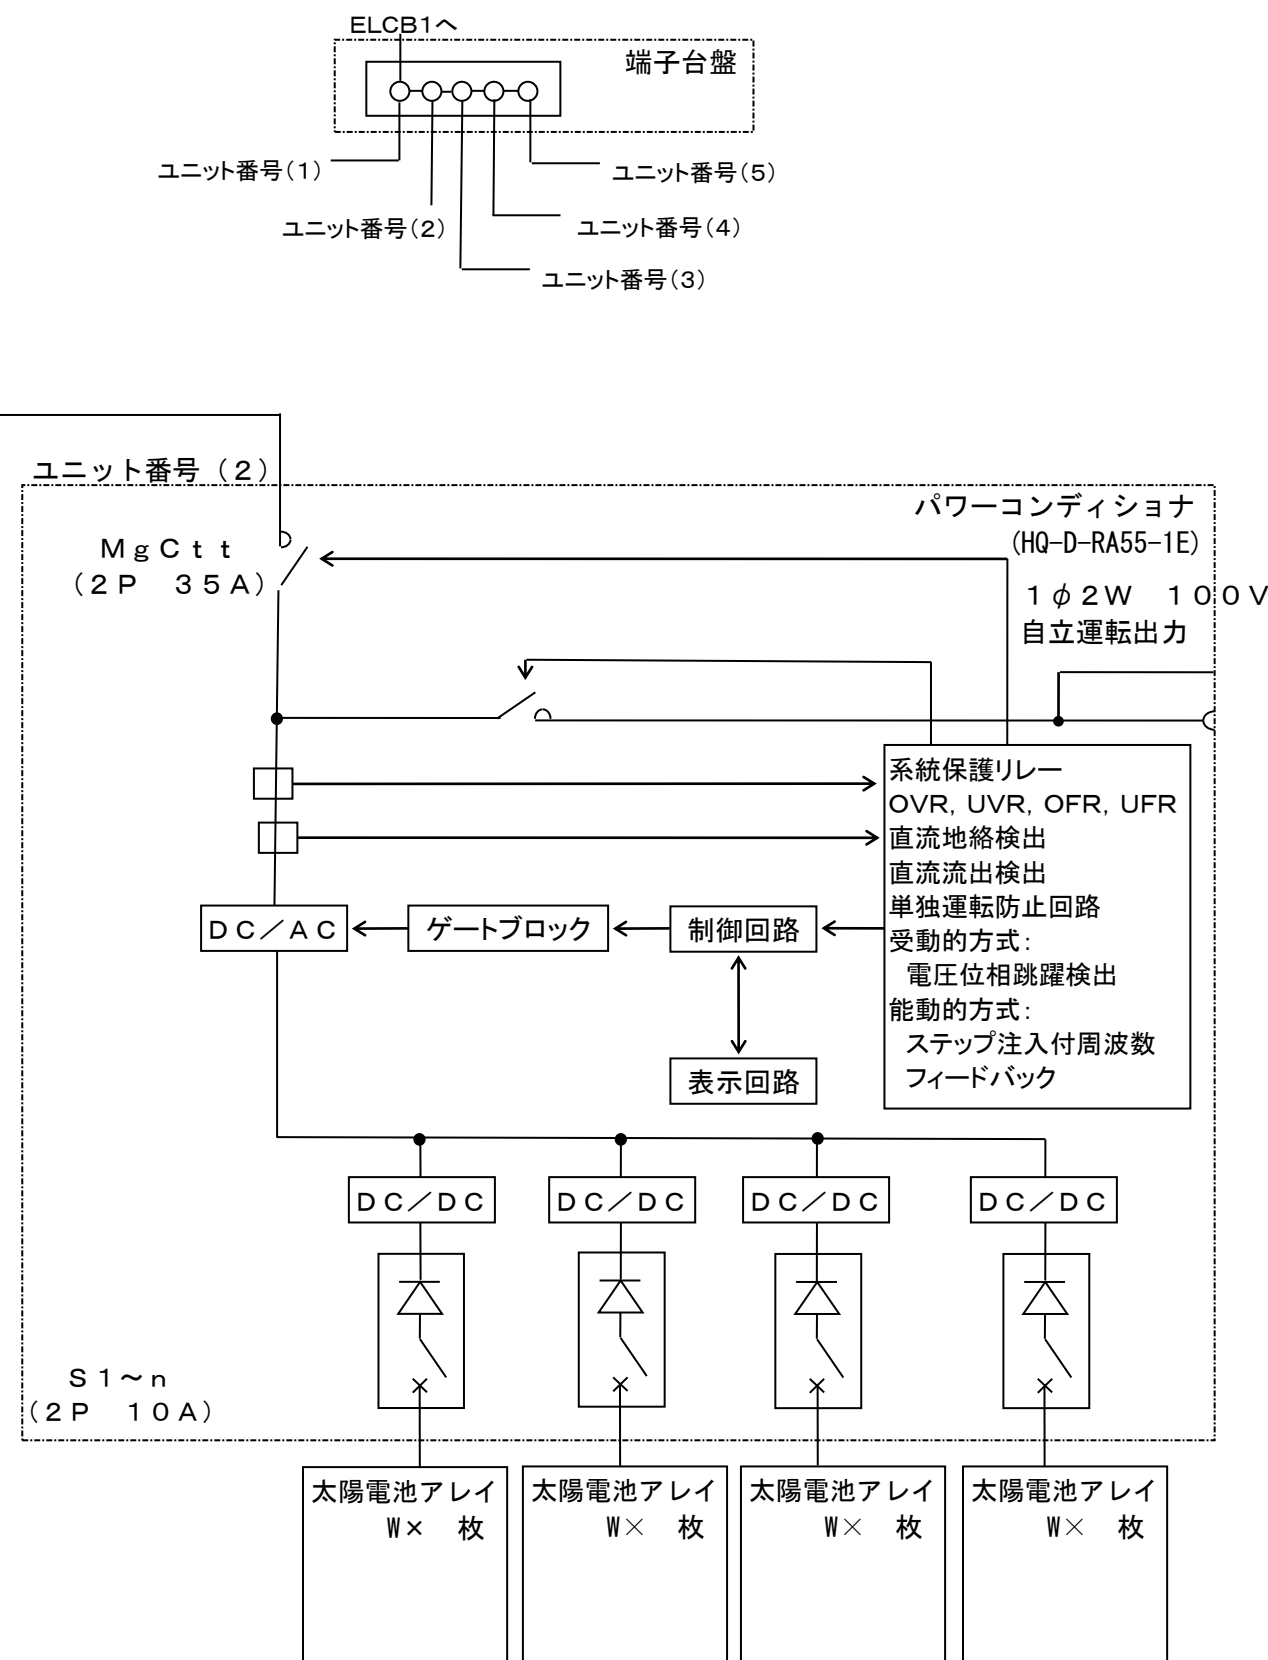 ELCB1へ
端子台盤
ユニット番号(1)
ユニット番号(5)
ユニット番号(2)
ユニット番号(4)
ユニット番号(3)
ユニット番号(2)
パワーコンディショナ
(HQ-D-RA55-1E)
MgCtt
(2P 35A)
1φ2W 100V
自立運転出力
系統保護リレー
OVR, UVR, OFR, UFR
直流地絡検出
直流流出検出
単独運転防止回路
受動的方式:
電圧位相跳躍検出
能動的方式:
ステップ注入付周波数
フィードバック
DC/AC
ゲートブロック
制御回路
表示回路
DC/DC
DC/DC
DC/DC
DC/DC
S1~n
(2P 10A)
太陽電池アレイ
W× 枚
太陽電池アレイ
W× 枚
太陽電池アレイ
W× 枚
太陽電池アレイ
W× 枚